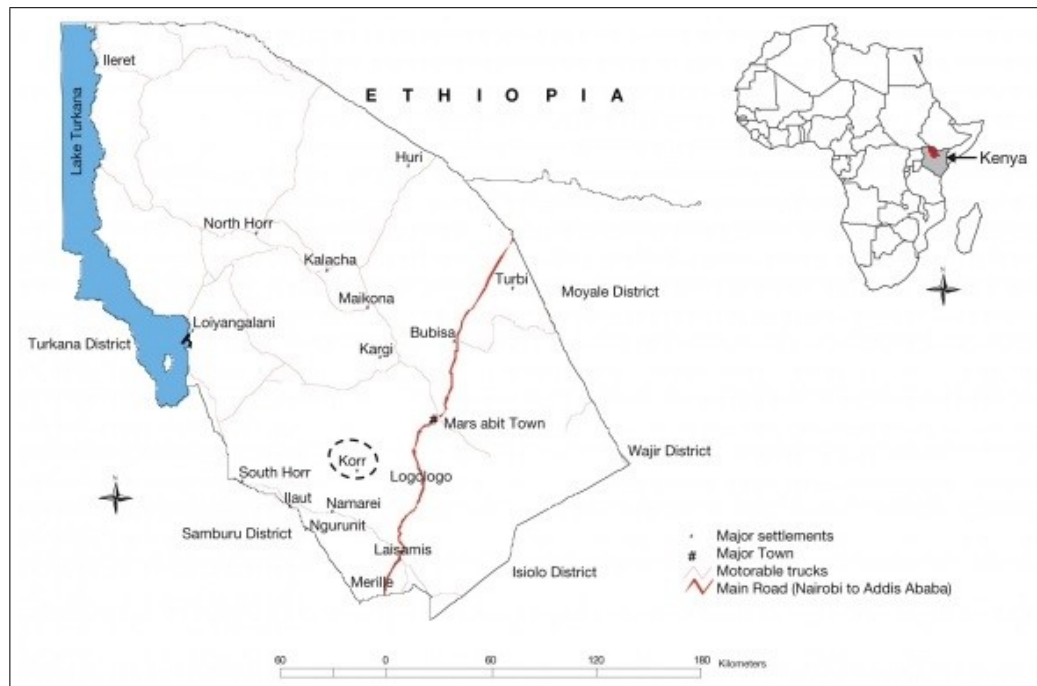 Ileret
E T H I O P I A
Lake Turkana
Huri
Kenya
North Horr
N
Kalacha
Turbi
Moyale District
Maikona
Loiyangalani
Bubisa
Turkana District
Kargi
Mars abit Town
Wajir District
Korr
South Horr
Logologo
N
Ilaut
Namarei
Samburu District
Ngurunit
Major settlements
# Major Town
Laisamis
Isiolo District
Motorable trucks
Merille
Main Road (Nairobi to Addis Ababa)
60 0 60 120 180 Kilometers